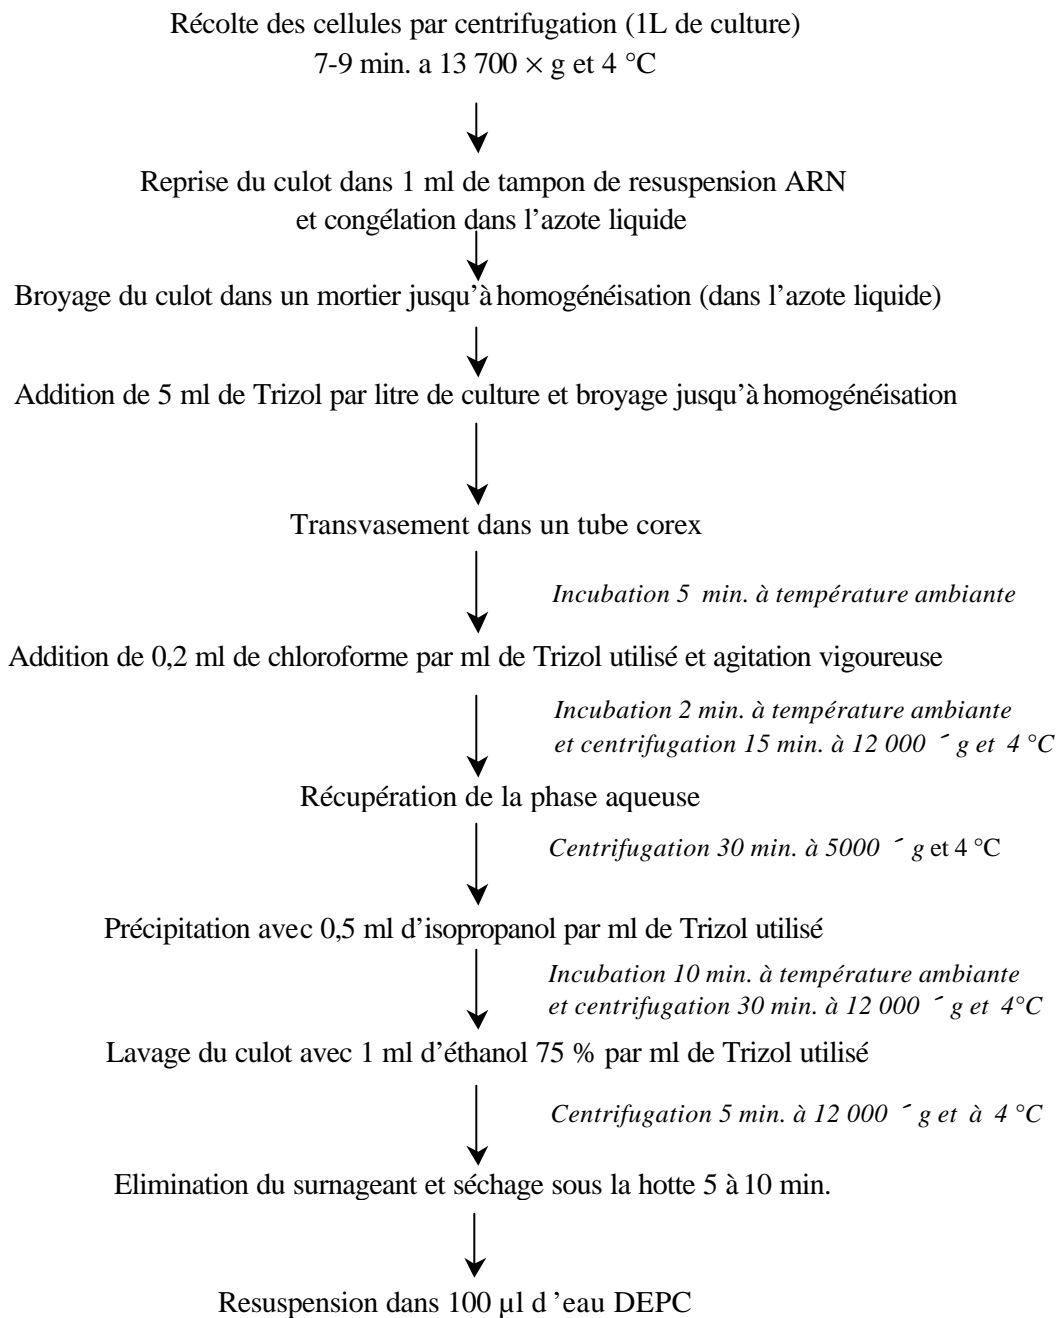 Récolte des cellules par centrifugation (1L de culture)
7-9 min. a 13 700 × g et 4 °C
Reprise du culot dans 1 ml de tampon de resuspension ARN
et congélation dans l’azote liquide
Broyage du culot dans un mortier jusqu’à homogénéisation (dans l’azote liquide)
Addition de 5 ml de Trizol par litre de culture et broyage jusqu’à homogénéisation
Transvasement dans un tube corex
Incubation 5 min. à température ambiante
Addition de 0,2 ml de chloroforme par ml de Trizol utilisé et agitation vigoureuse
Incubation 2 min. à température ambiante
et centrifugation 15 min. à 12 000 ´ g et 4 °C
Récupération de la phase aqueuse
Centrifugation 30 min. à 5000 ´ g et 4 °C
Précipitation avec 0,5 ml d’isopropanol par ml de Trizol utilisé
Incubation 10 min. à température ambiante
et centrifugation 30 min. à 12 000 ´ g et 4°C
Lavage du culot avec 1 ml d’éthanol 75 % par ml de Trizol utilisé
Centrifugation 5 min. à 12 000 ´ g et à 4 °C
Elimination du surnageant et séchage sous la hotte 5 à 10 min.
Resuspension dans 100 µl d ’eau DEPC